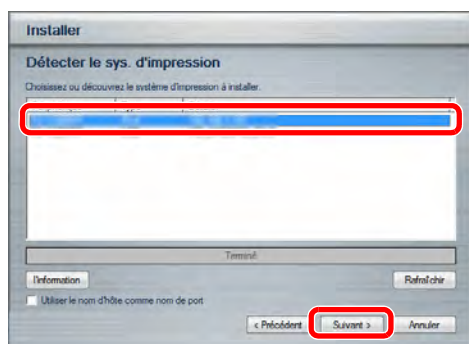 Installer
Détecter le sys. d'impression
Choisissez ou découvrez le système d'impression à installer.
Terminé
l'information
Rafraîchir
Utiliser le nom d'hôte comme nom de port
< Précédent
Suivant >
Annuler